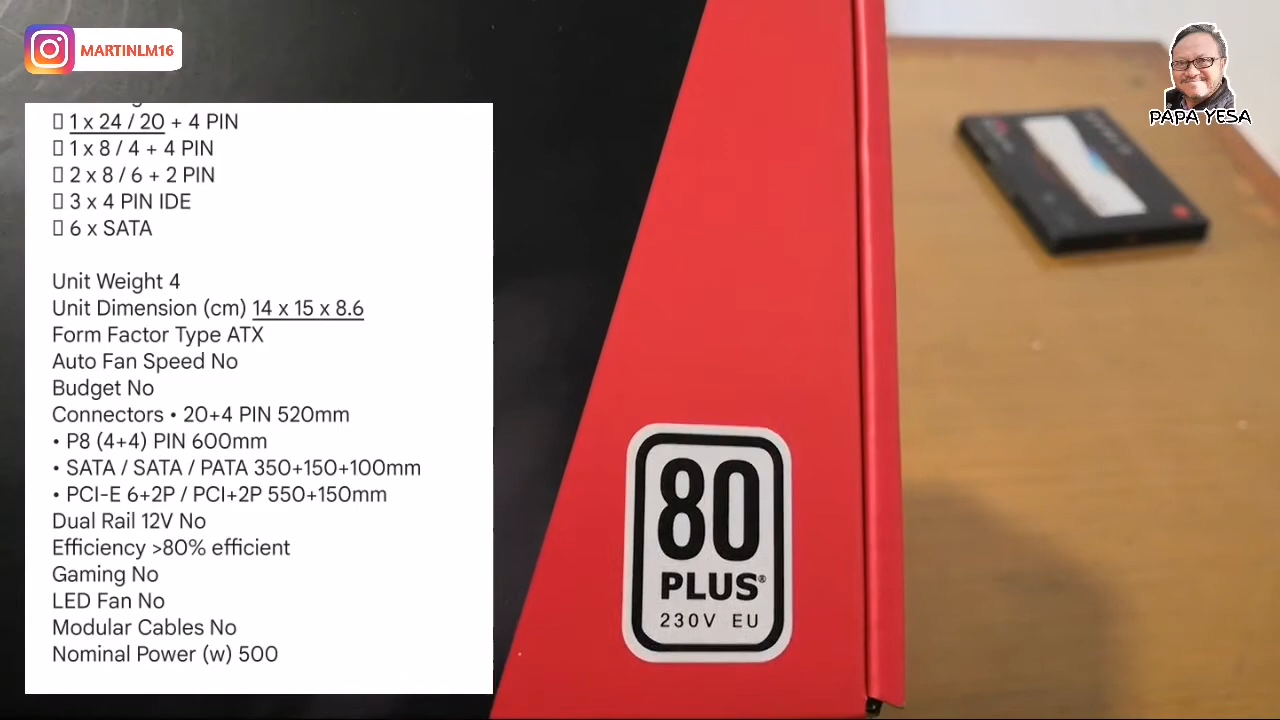 MARTINLM16
PAPA YESA
1 x 24 / 20 + 4 PIN
1 x 8 / 4 + 4 PIN
2 x 8 / 6 + 2 PIN
3 x 4 PIN IDE
6 x SATA
Unit Weight 4
Unit Dimension (cm) 14 x 15 x 8.6
Form Factor Type ATX
Auto Fan Speed No
Budget No
Connectors • 20+4 PIN 520mm
• P8 (4+4) PIN 600mm
• SATA / SATA / PATA 350+150+100mm
• PCI-E 6+2P / PCI+2P 550+150mm
Dual Rail 12V No
Efficiency >80% efficient
Gaming No
LED Fan No
Modular Cables No
Nominal Power (w) 500
80
PLUS®
230V EU